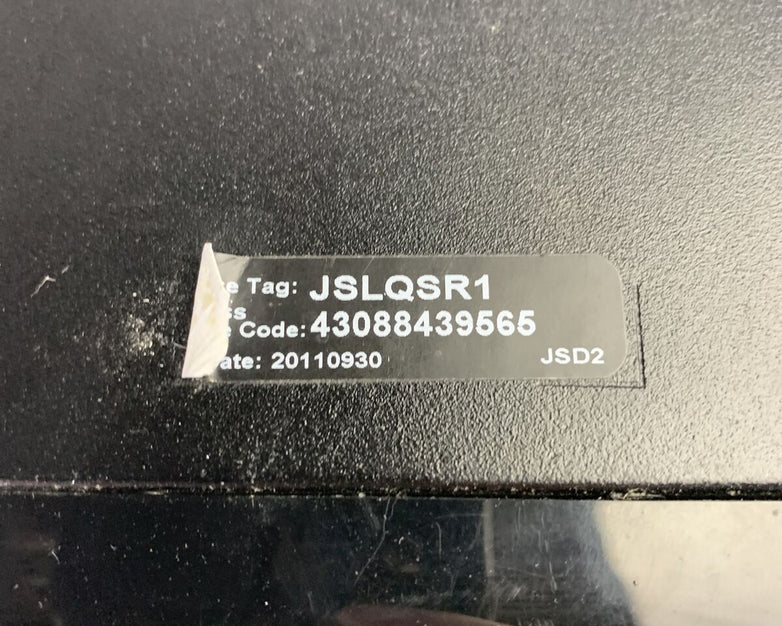 e Tag: JSLQSR1
ss
e Code: 43088439565
ate: 20110930 JSD2